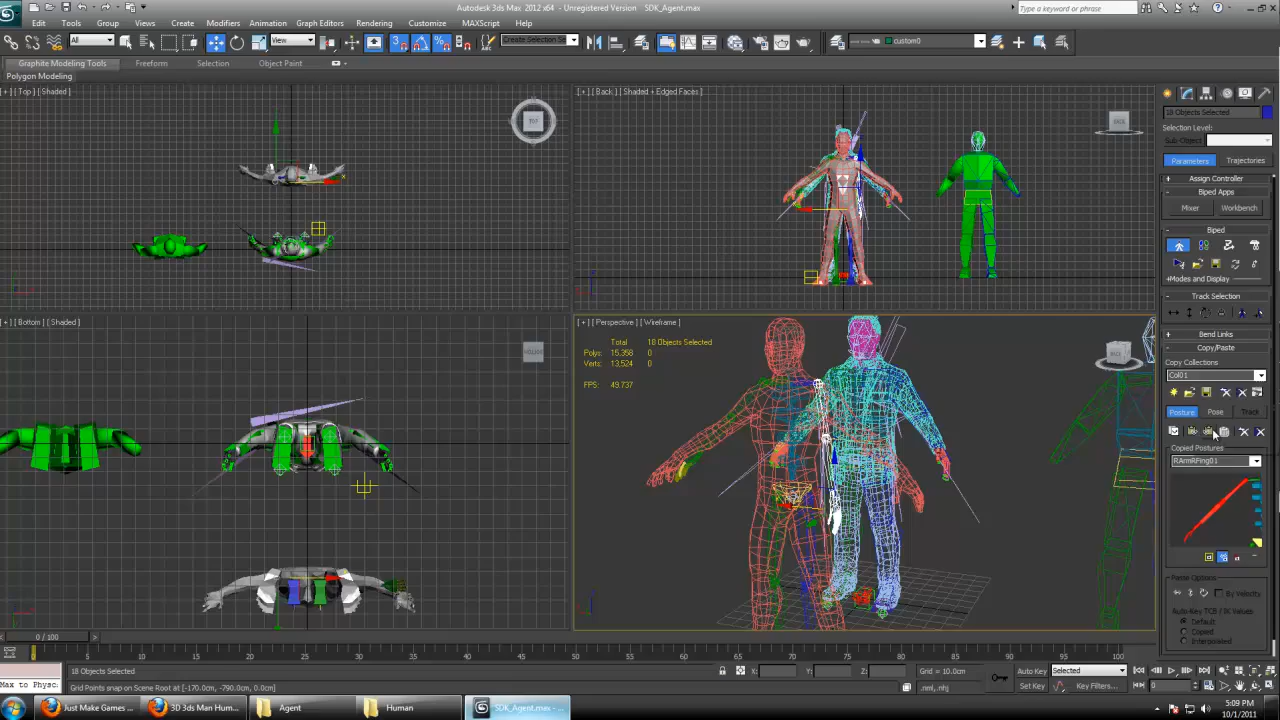 Autodesk 3ds Max 2012 x64 - Unregistered Version SDK_Agent.max
Type a keyword or phrase
Edit Tools Group Views Create Modifiers Animation Graph Editors Rendering Customize MAXScript Help
All View Create Selection Se custom0
Graphite Modeling Tools Freeform Selection Object Paint
Polygon Modeling
[ + ] [ Top ] [ Shaded ]
TOP
[ + ] [ Back ] [ Shaded + Edged Faces ]
BACK
[ + ] [ Bottom ] [ Shaded ]
BOTTOM
[ + ] [ Perspective ] [ Wireframe ]
Total 18 Objects Selected
Polys: 15,358 0
Verts: 13,524 0
FPS: 49.737
BACK
18 Objects Selected
Selection Level:
Sub-Object
Parameters Trajectories
+ Assign Controller
- Biped Apps
Mixer Workbench
- Biped
+Modes and Display
- Track Selection
+ Bend Links
- Copy/Paste
Copy Collections
Col01
Posture Pose Track
Copied Postures
RArmRFing01
Paste Options
By Velocity
Auto-Key TCB / IK Values
Default
Copied
Interpolated
0 / 100
0 5 10 15 20 25 30 35 40 45 50 55 60 65 70 75 80 85 90 95 100
18 Objects Selected X: Y: Z: Grid = 10.0cm Auto Key Selected
Max to Physc Grid Points snap on Scene Root at [-170.0cm, -790.0cm, 0.0cm] .nml,.nhj Set Key Key Filters... 0
Just Make Games ... 3D 3ds Man Hum... Agent Human SDK_Agent.max - ...
5:09 PM
10/1/2011